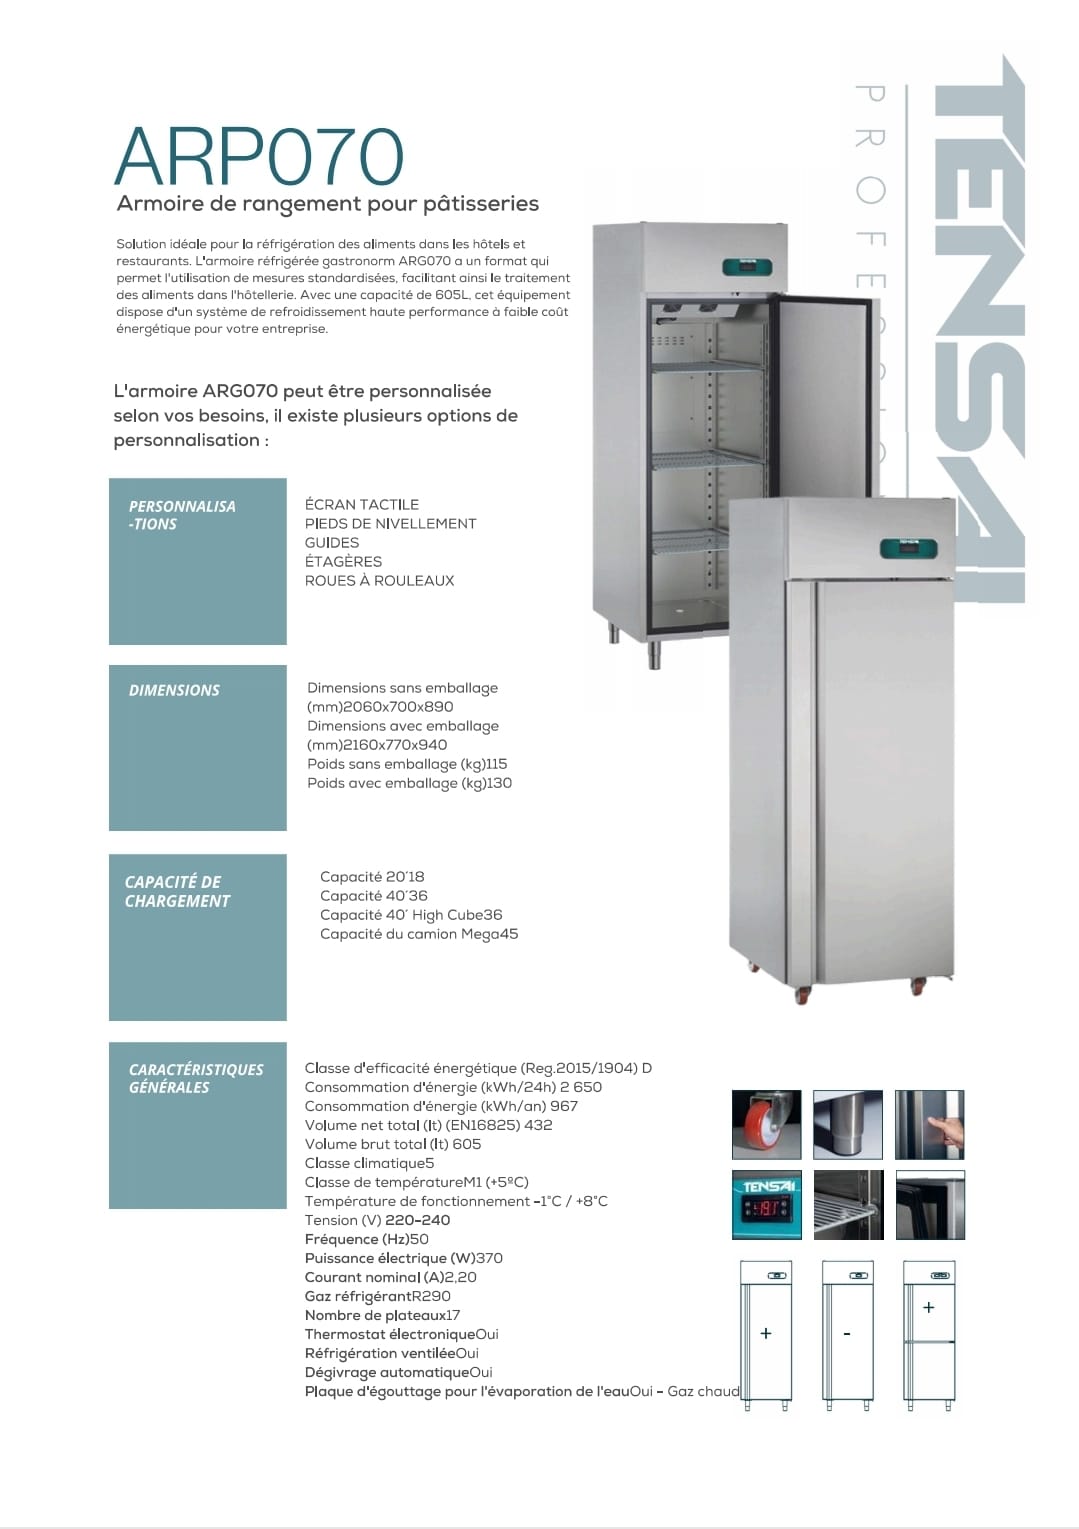 TENSAI
PROFESSION
ARP070
Armoire de rangement pour pâtisseries
Solution idéale pour la réfrigération des aliments dans les hôtels et
restaurants. L'armoire réfrigérée gastronorm ARG070 a un format qui
permet l'utilisation de mesures standardisées, facilitant ainsi le traitement
des aliments dans l'hôtellerie. Avec une capacité de 605L, cet équipement
dispose d'un système de refroidissement haute performance à faible coût
énergétique pour votre entreprise.
L'armoire ARG070 peut être personnalisée
selon vos besoins, il existe plusieurs options de
personnalisation :
PERSONNALISA
-TIONS
ÉCRAN TACTILE
PIEDS DE NIVELLEMENT
GUIDES
ÉTAGÈRES
ROUES À ROULEAUX
TENSAI
TENSAI
DIMENSIONS
Dimensions sans emballage
(mm)2060x700x890
Dimensions avec emballage
(mm)2160x770x940
Poids sans emballage (kg)115
Poids avec emballage (kg)130
CAPACITÉ DE
CHARGEMENT
Capacité 20´18
Capacité 40´36
Capacité 40´ High Cube36
Capacité du camion Mega45
CARACTÉRISTIQUES
GÉNÉRALES
Classe d'efficacité énergétique (Reg.2015/1904) D
Consommation d'énergie (kWh/24h) 2 650
Consommation d'énergie (kWh/an) 967
Volume net total (lt) (EN16825) 432
Volume brut total (lt) 605
Classe climatique5
Classe de températureM1 (+5ºC)
Température de fonctionnement -1°C / +8°C
Tension (V) 220-240
Fréquence (Hz)50
Puissance électrique (W)370
Courant nominal (A)2,20
Gaz réfrigérantR290
Nombre de plateaux17
Thermostat électroniqueOui
Réfrigération ventiléeOui
Dégivrage automatiqueOui
Plaque d'égouttage pour l'évaporation de l'eauOui - Gaz chaud
TENSAI
+
-
+